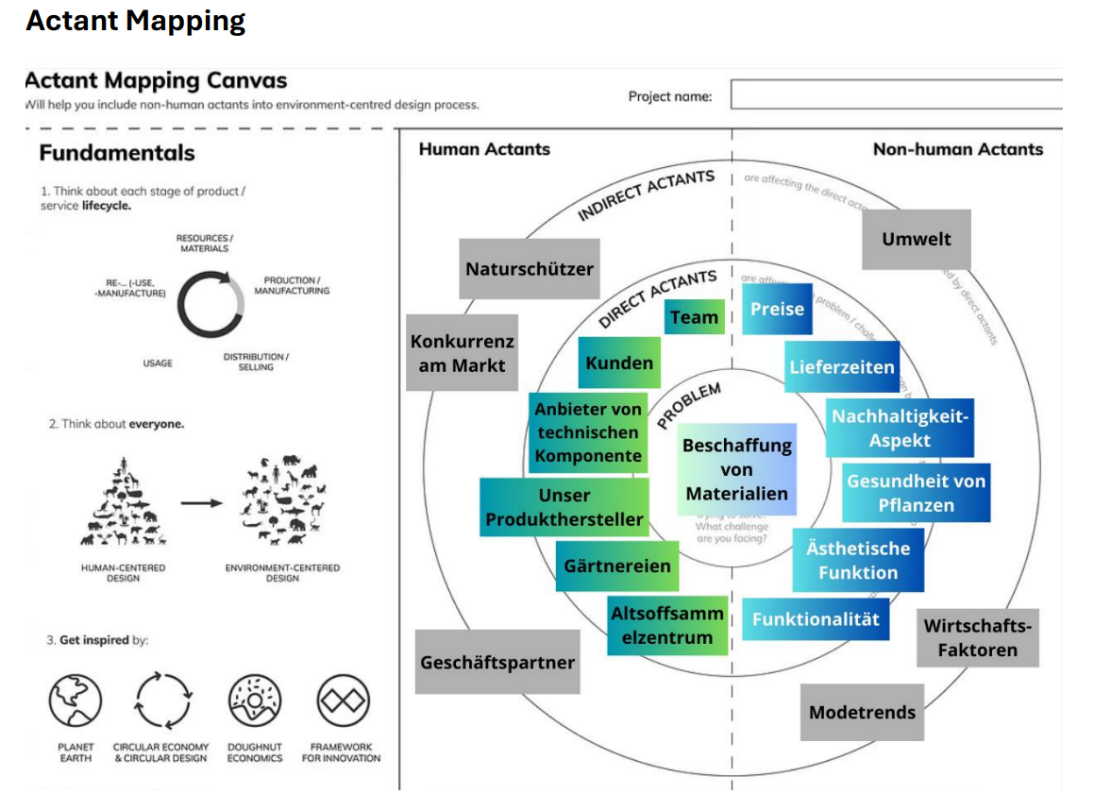 Actant Mapping
Actant Mapping Canvas
Will help you include non-human actants into environment-centred design process.
Project name:
Fundamentals
1. Think about each stage of product /
service lifecycle.
RESOURCES /
MATERIALS
RE-... (-USE,
-MANUFACTURE)
PROUCTION /
MANUFACTURING
USAGE
DISTRIBUTION /
SELLING
2. Think about everyone.
HUMAN-CENTERED
DESIGN
ENVIRONMENT-CENTERED
DESIGN
3. Get inspired by:
PLANET
EARTH
CIRCULAR ECONOMY
& CIRCULAR DESIGN
DOUGHNUT
ECONOMICS
FRAMEWORK
FOR INNOVATION
Human Actants
Non-human Actants
INDIRECT ACTANTS
are affecting the direct
by direct actants
Umwelt
Naturschützer
DIRECT ACTANTS
are
problem /
Team
Preise
Konkurrenz
am Markt
Kunden
Lieferzeiten
PROBLEM
Anbieter von
technischen
Komponente
Nachhaltigkeit-
Aspekt
Beschaffung
von
Materialien
What challenge
are you facing?
Unser
Produkthersteller
Gesundheit von
Pflanzen
Gärtnereien
Ästhetische
Funktion
Altsoffsamm
elzentrum
Funktionalität
Geschäftspartner
Wirtschafts-
Faktoren
Modetrends